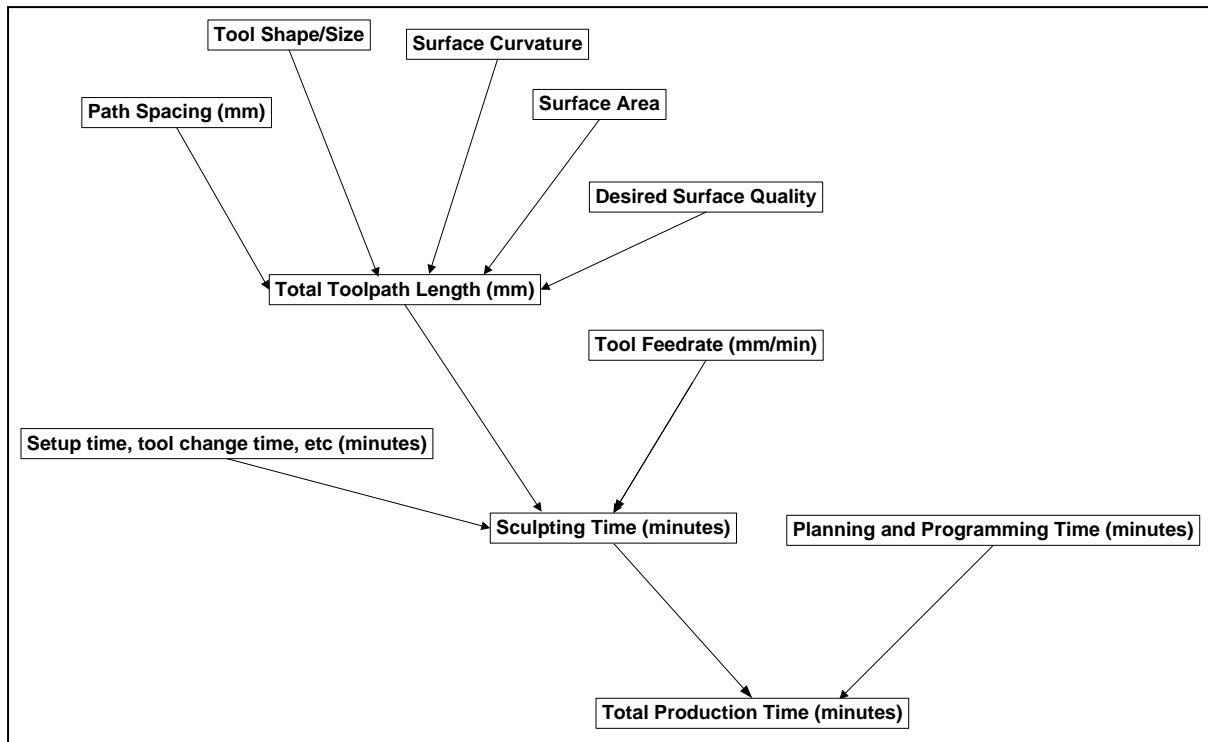 Tool Shape/Size
Surface Curvature
Surface Area
Path Spacing (mm)
Desired Surface Quality
Total Toolpath Length (mm)
Tool Feedrate (mm/min)
Setup time, tool change time, etc (minutes)
Sculpting Time (minutes)
Planning and Programming Time (minutes)
Total Production Time (minutes)